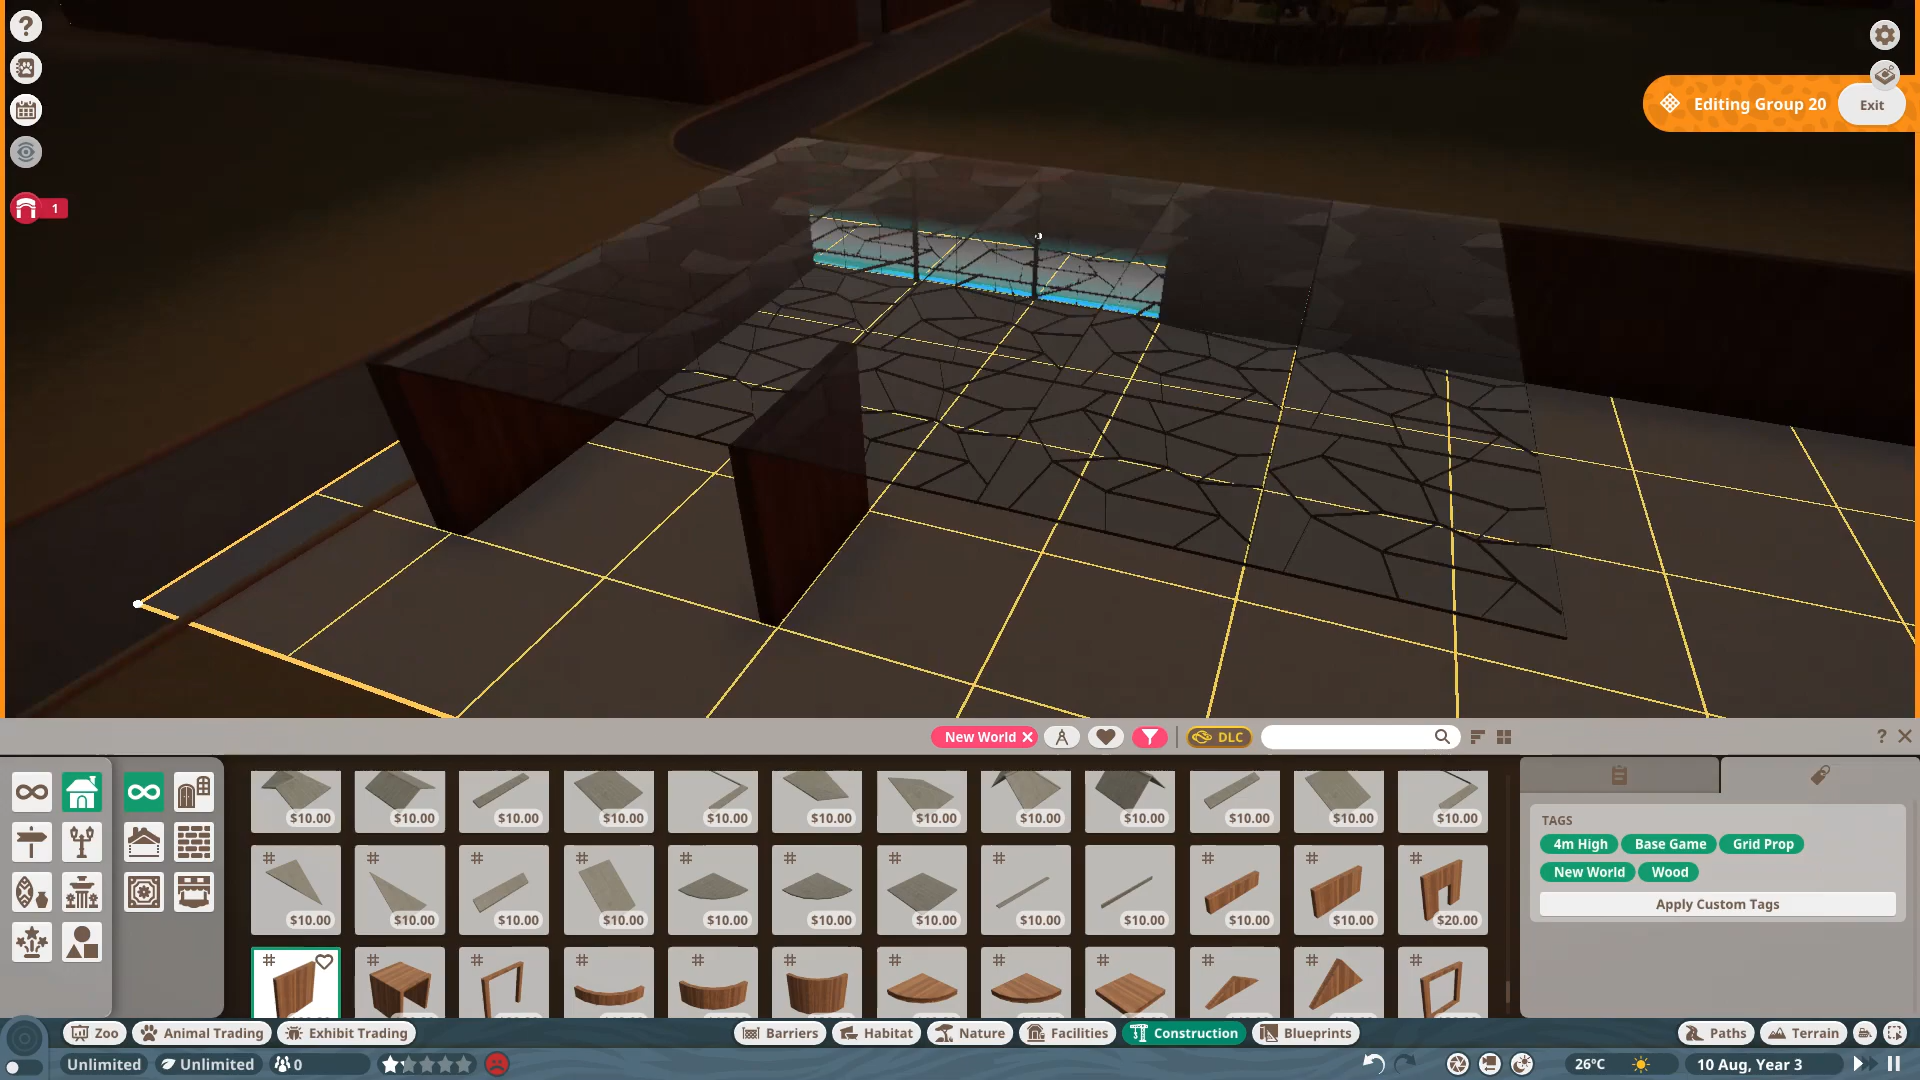 Editing Group 20
Exit
1
New World
DLC
$10.00 $10.00 $10.00 $10.00 $10.00 $10.00 $10.00 $10.00 $10.00 $10.00 $10.00 $10.00
$10.00 $10.00 $10.00 $10.00 $10.00 $10.00 $10.00 $10.00 $10.00 $10.00 $10.00 $20.00
TAGS
4m High Base Game Grid Prop
New World Wood
Apply Custom Tags
Zoo Animal Trading Exhibit Trading Barriers Habitat Nature Facilities Construction Blueprints Paths Terrain
Unlimited Unlimited 0 26°C 10 Aug, Year 3